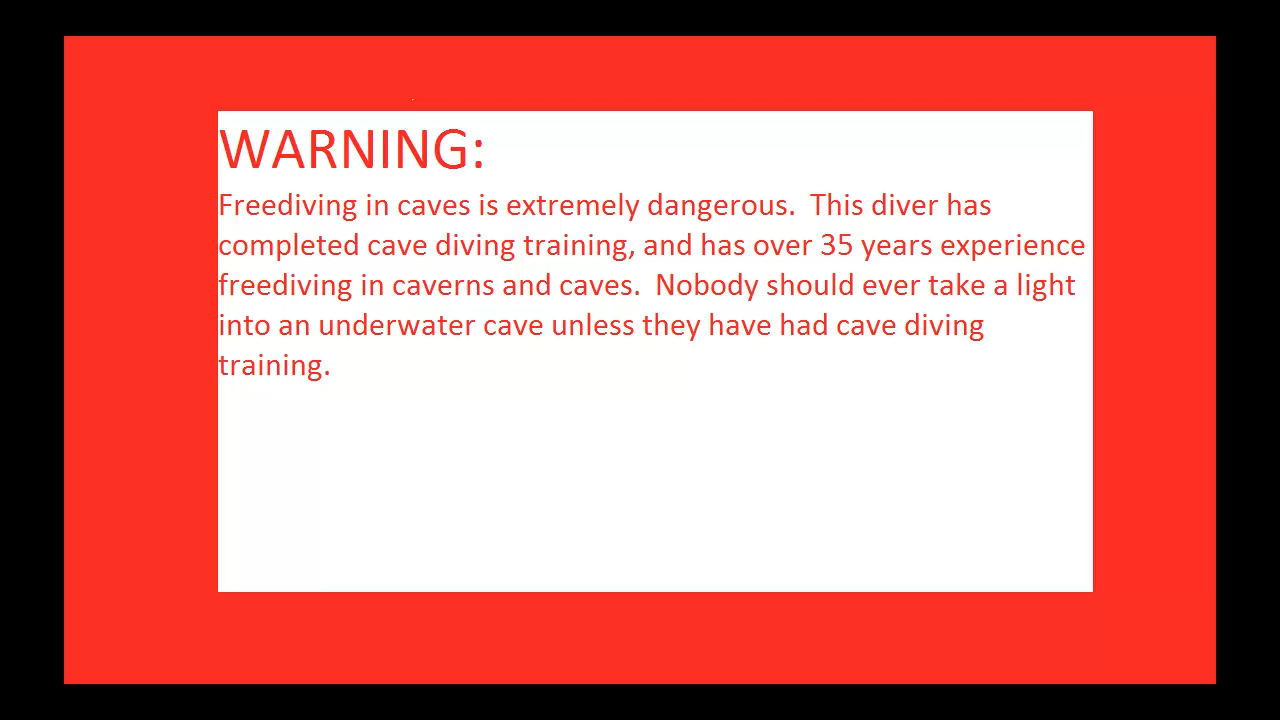 WARNING:
Freediving in caves is extremely dangerous.  This diver has
completed cave diving training, and has over 35 years experience
freediving in caverns and caves.  Nobody should ever take a light
into an underwater cave unless they have had cave diving
training.